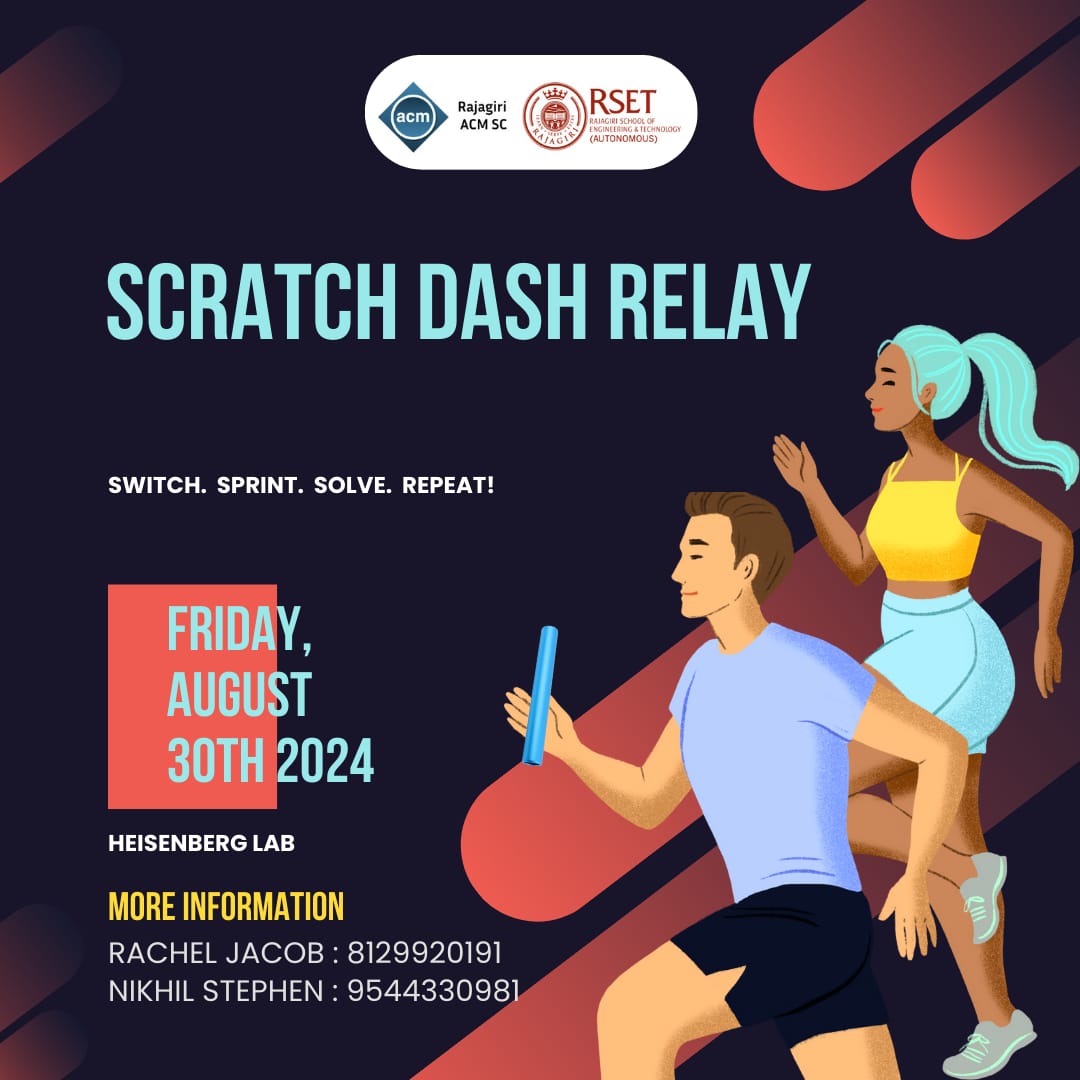 acm
Rajagiri
ACM SC
RAJAGIRI
RSET
RAJAGIRI SCHOOL OF
ENGINEERING & TECHNOLOGY
(AUTONOMOUS)
SCRATCH DASH RELAY
SWITCH. SPRINT. SOLVE. REPEAT!
FRIDAY,
AUGUST
30TH 2024
HEISENBERG LAB
MORE INFORMATION
RACHEL JACOB : 8129920191
NIKHIL STEPHEN : 9544330981